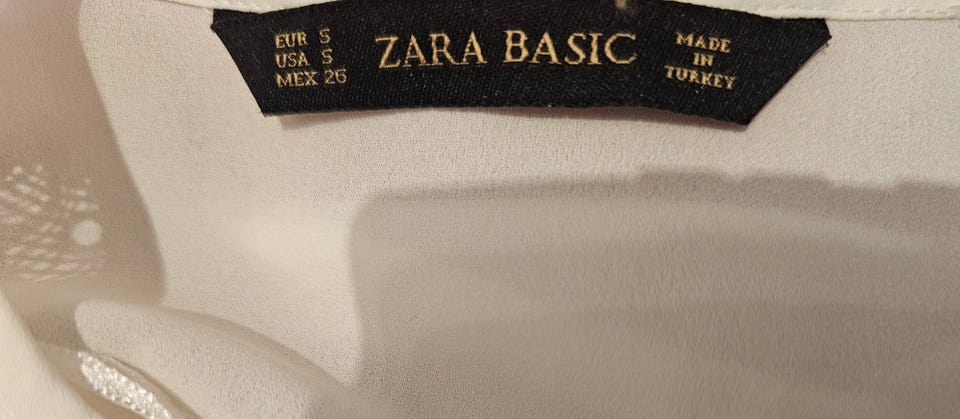 EUR S
USA S
MEX 26
ZARA BASIC
MADE
IN
TURKEY